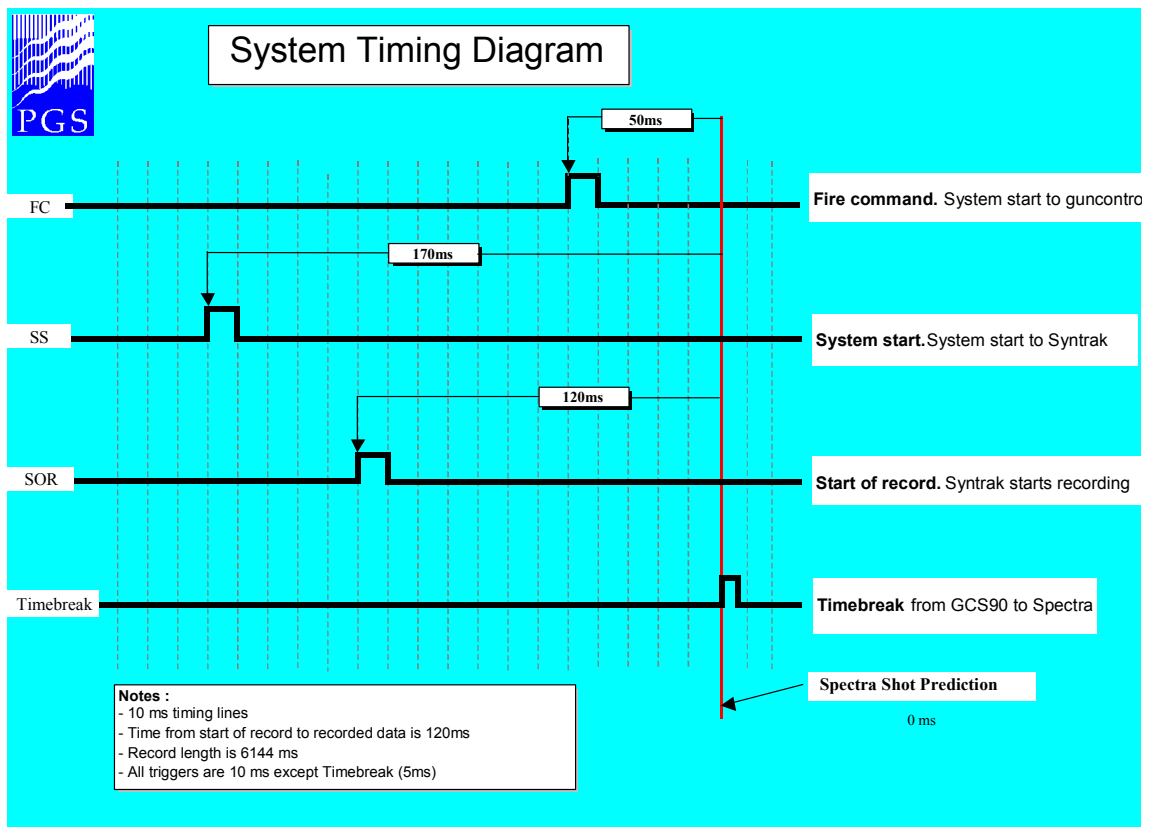 System Timing Diagram
PGS
50ms
FC
Fire command. System start to guncontro
170ms
SS
System start.System start to Syntrak
120ms
SOR
Start of record. Syntrak starts recording
Timebreak
Timebreak from GCS90 to Spectra
Spectra Shot Prediction
0 ms
Notes :
- 10 ms timing lines
- Time from start of record to recorded data is 120ms
- Record length is 6144 ms
- All triggers are 10 ms except Timebreak (5ms)